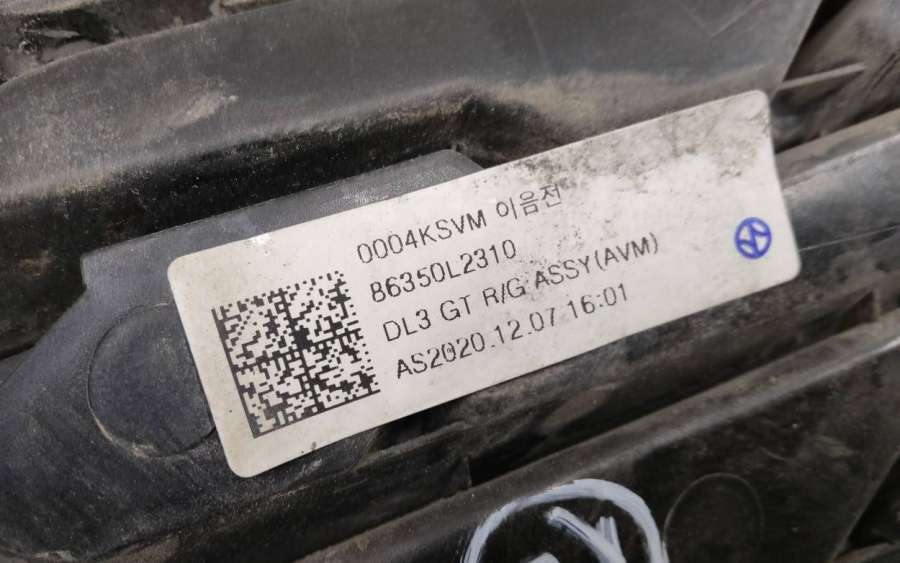 0004KSVM 이음전
86350L2310
DL3 GT R/G ASSY(AVM)
AS2020.12.07 16:01